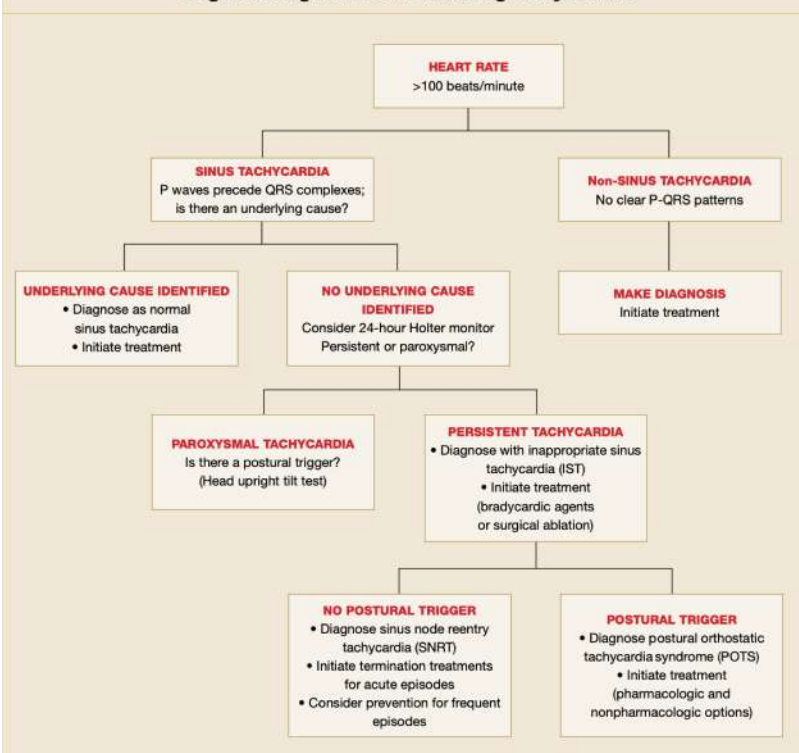 HEART RATE
>100 beats/minute
SINUS TACHYCARDIA
P waves precede QRS complexes;
is there an underlying cause?
Non-SINUS TACHYCARDIA
No clear P-QRS patterns
UNDERLYING CAUSE IDENTIFIED
• Diagnose as normal
sinus tachycardia
• Initiate treatment
NO UNDERLYING CAUSE
IDENTIFIED
Consider 24-hour Holter monitor
Persistent or paroxysmal?
MAKE DIAGNOSIS
Initiate treatment
PAROXYSMAL TACHYCARDIA
Is there a postural trigger?
(Head upright tilt test)
PERSISTENT TACHYCARDIA
• Diagnose with inappropriate sinus
tachycardia (IST)
• Initiate treatment
(bradycardic agents
or surgical ablation)
NO POSTURAL TRIGGER
• Diagnose sinus node reentry
tachycardia (SNRT)
• Initiate termination treatments
for acute episodes
• Consider prevention for frequent
episodes
POSTURAL TRIGGER
• Diagnose postural orthostatic
tachycardia syndrome (POTS)
• Initiate treatment
(pharmacologic and
nonpharmacologic options)